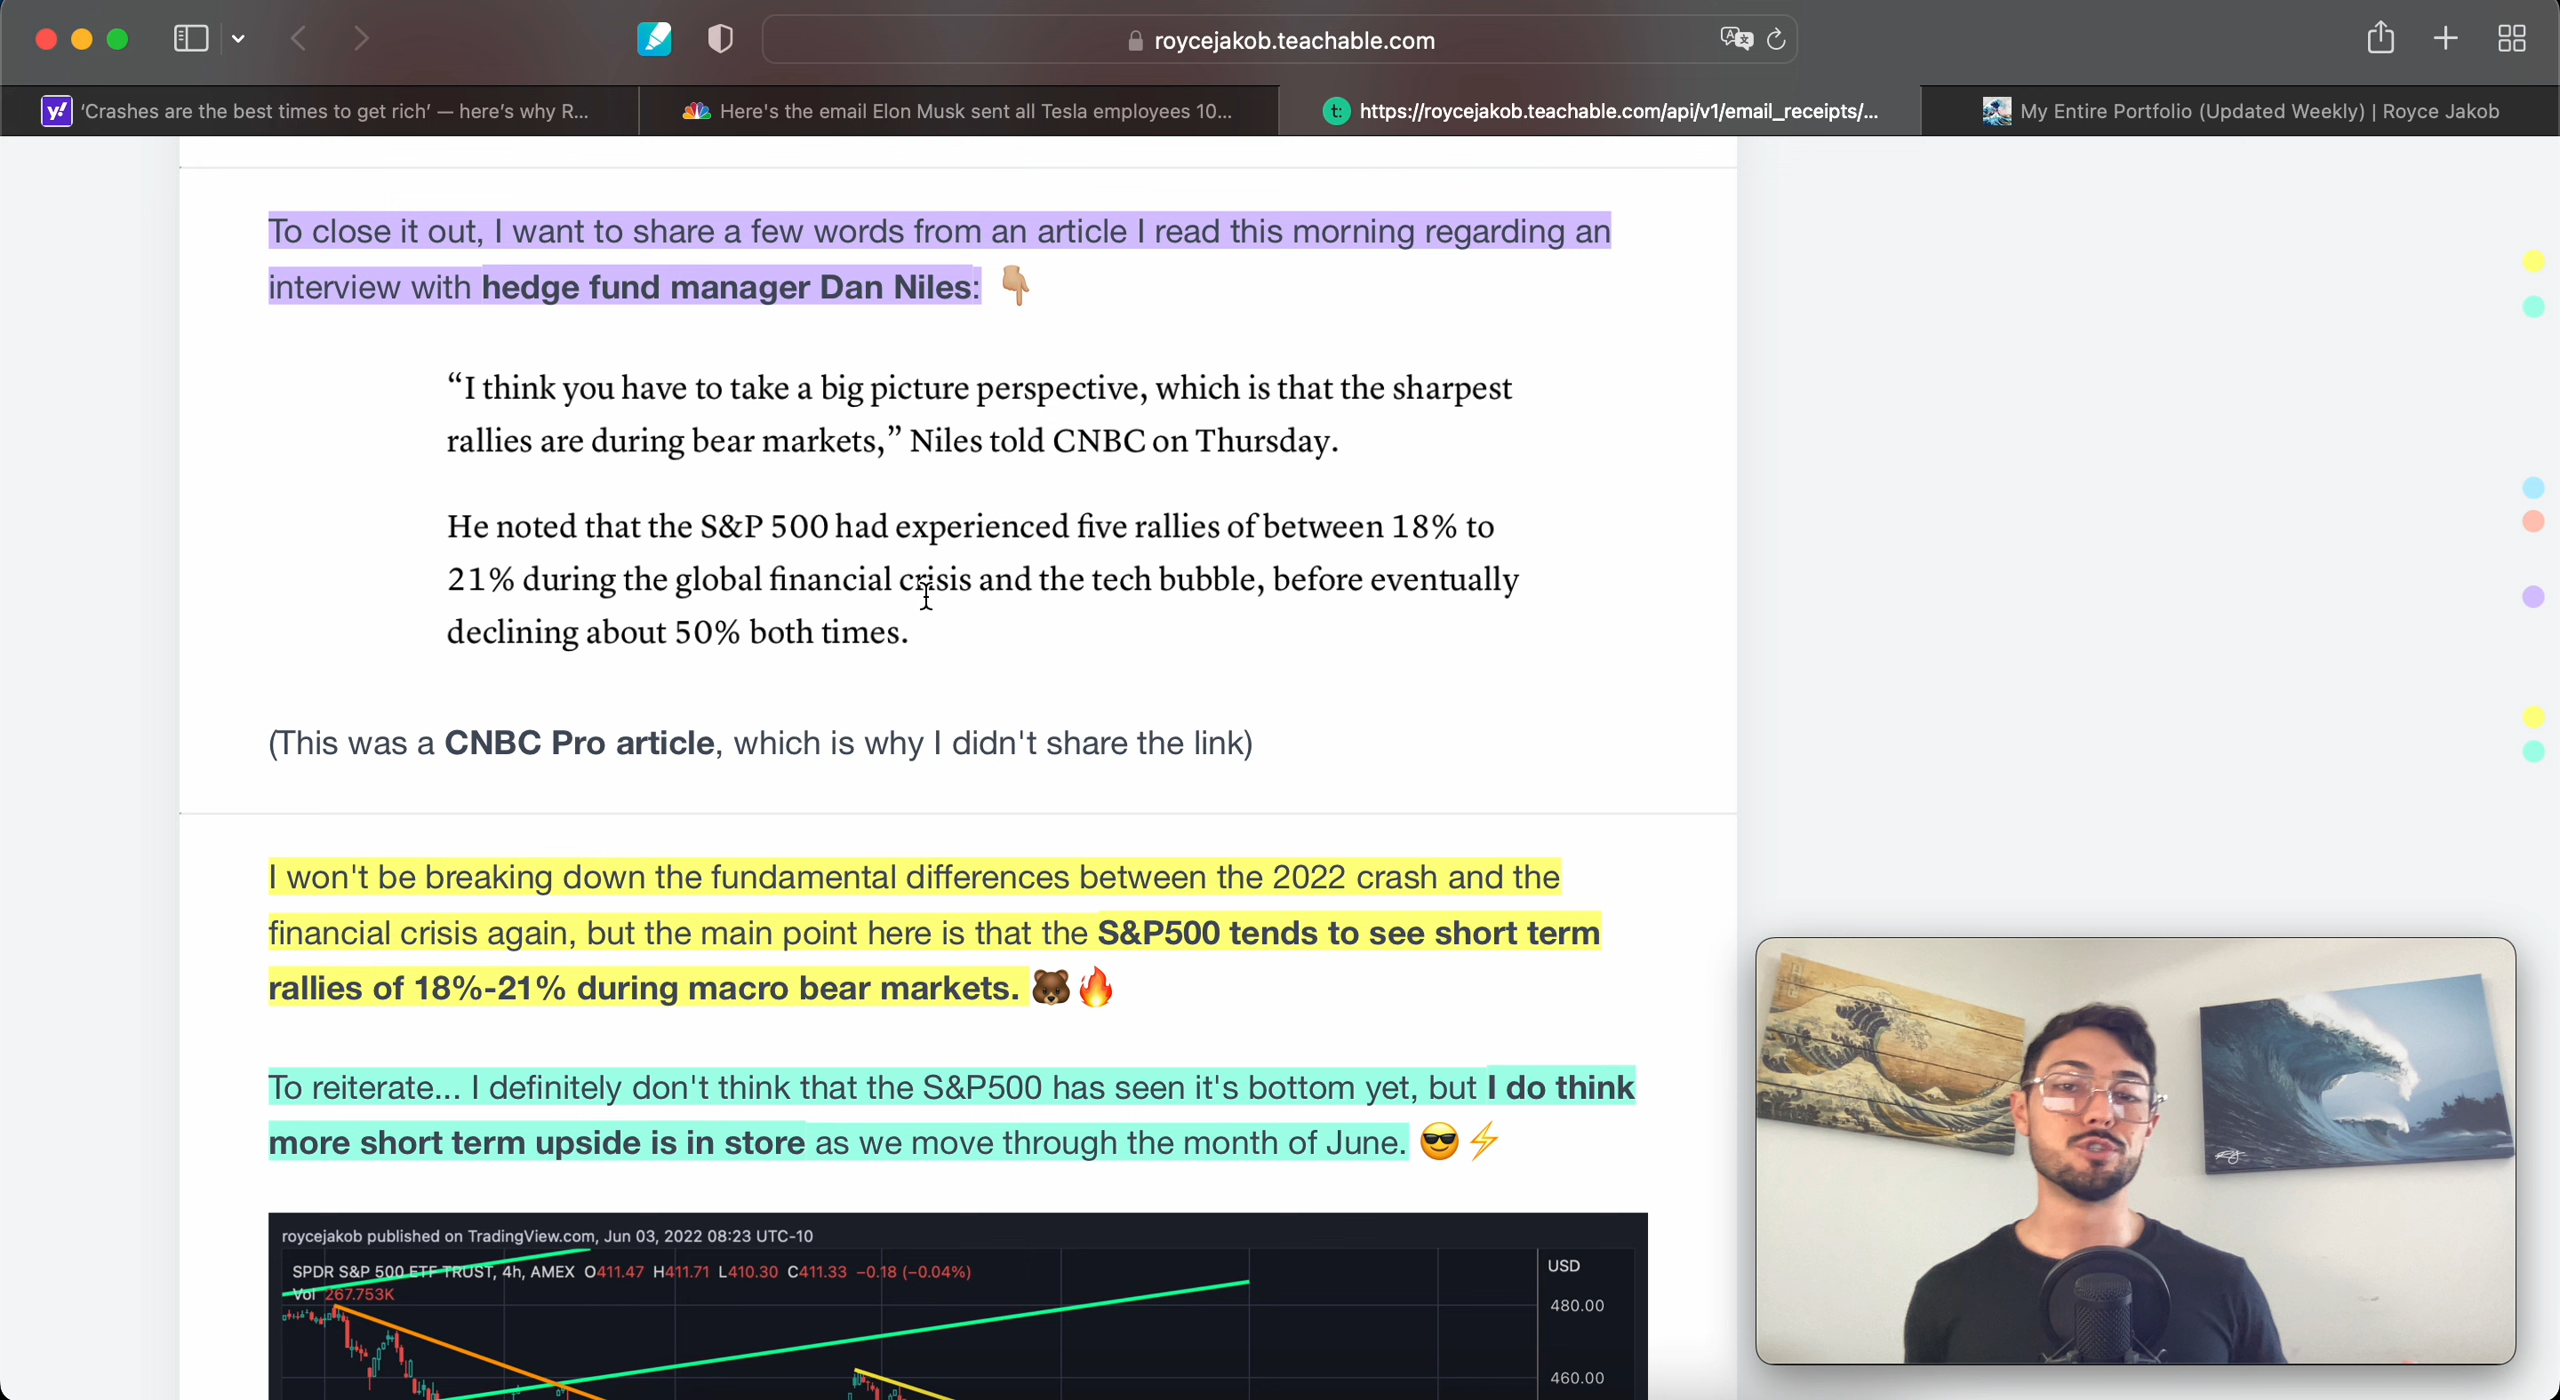 roycejakob.teachable.com
'Crashes are the best times to get rich' — here's why R...
Here's the email Elon Musk sent all Tesla employees 10...
https://roycejakob.teachable.com/api/v1/email_receipts/...
My Entire Portfolio (Updated Weekly) | Royce Jakob
To close it out, I want to share a few words from an article I read this morning regarding an
interview with hedge fund manager Dan Niles:
“I think you have to take a big picture perspective, which is that the sharpest
rallies are during bear markets,” Niles told CNBC on Thursday.
He noted that the S&P 500 had experienced five rallies of between 18% to
21% during the global financial crisis and the tech bubble, before eventually
declining about 50% both times.
(This was a CNBC Pro article, which is why I didn't share the link)
I won't be breaking down the fundamental differences between the 2022 crash and the
financial crisis again, but the main point here is that the S&P500 tends to see short term
rallies of 18%-21% during macro bear markets. 🐻🔥
To reiterate... I definitely don't think that the S&P500 has seen it's bottom yet, but I do think
more short term upside is in store as we move through the month of June. 😎⚡
roycejakob published on TradingView.com, Jun 03, 2022 08:23 UTC-10
SPDR S&P 500 ETF TRUST, 4h, AMEX O411.47 H411.71 L410.30 C411.33 −0.18 (−0.04%)
USD
Vol 267.753K
480.00
460.00